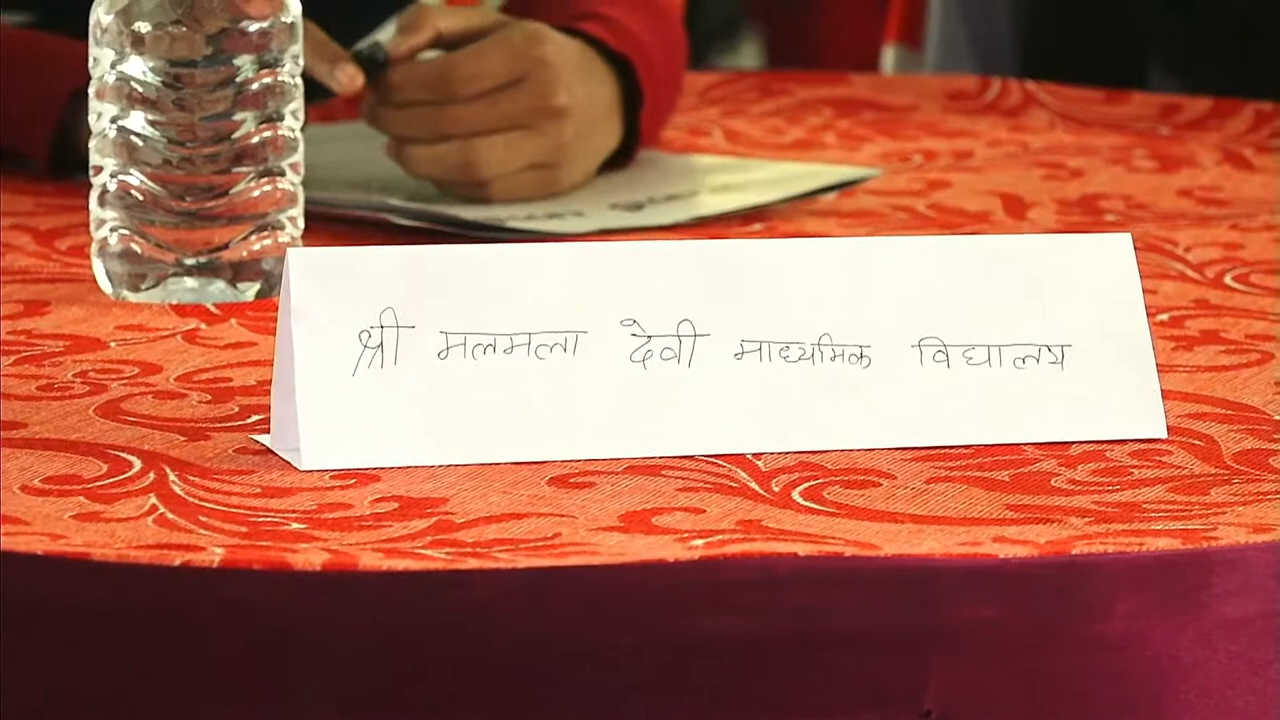 श्री मलमला देवी माध्यमिक विद्यालय